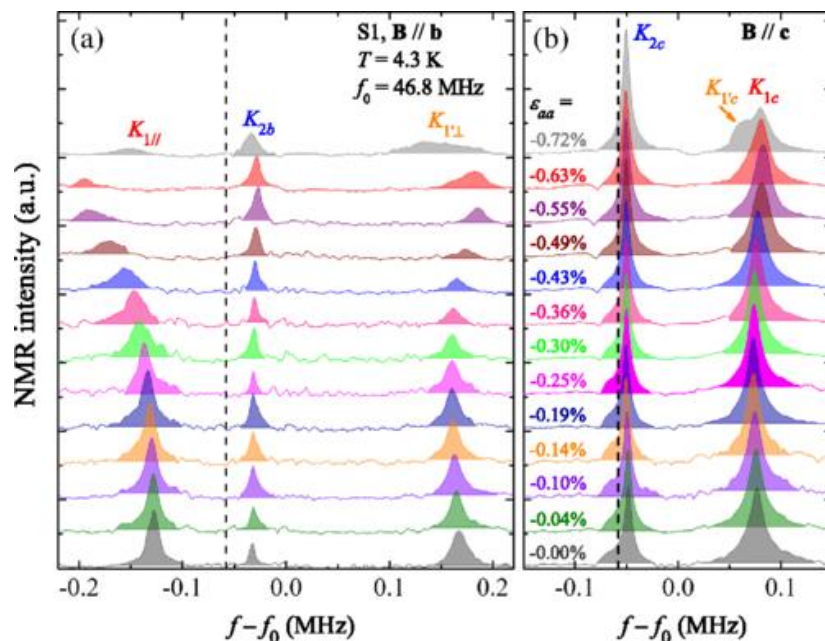 (a)
S1, B // b
T = 4.3 K
f₀ = 46.8 MHz
K₁//
K₂b
K₁'⊥
(b)
B // c
K₂c
K₁'c
K₁c
εₐₐ =
-0.72%
-0.63%
-0.55%
-0.49%
-0.43%
-0.36%
-0.30%
-0.25%
-0.19%
-0.14%
-0.10%
-0.04%
-0.00%
NMR intensity (a.u.)
-0.2
-0.1
0.0
0.1
0.2
-0.1
0.0
0.1
f – f₀ (MHz)
f – f₀ (MHz)